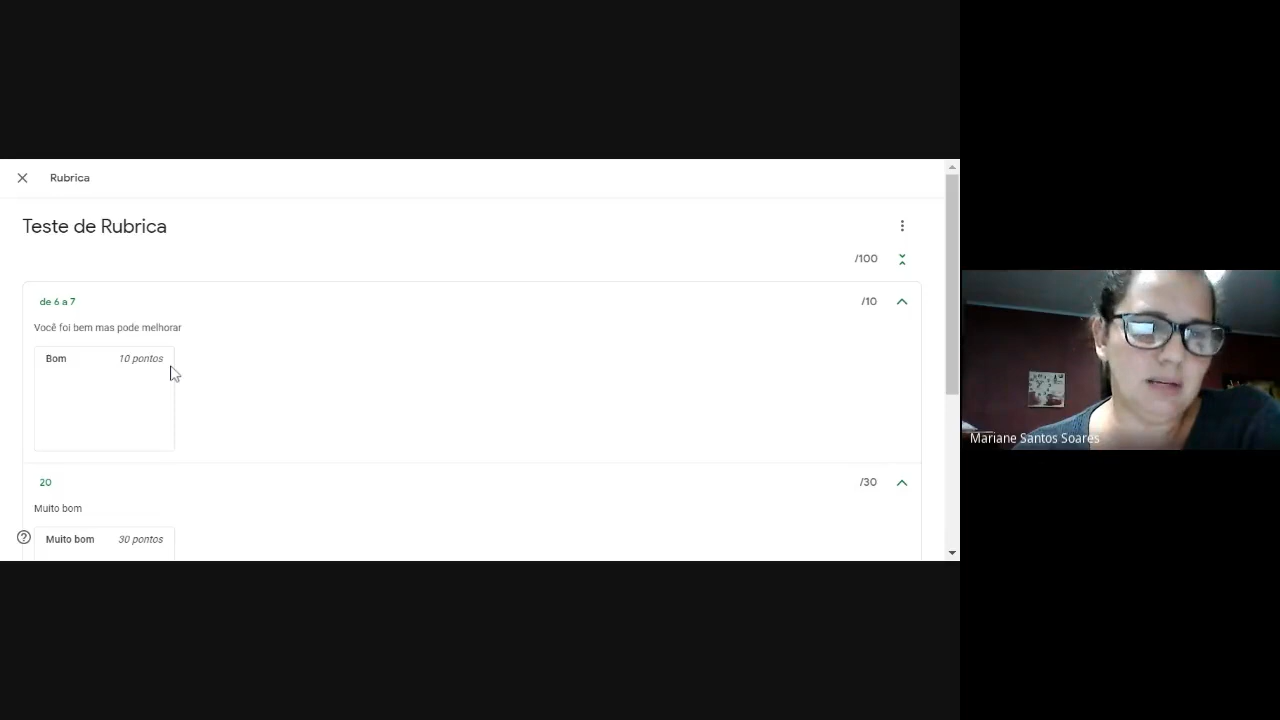 Rubrica
Teste de Rubrica
/100
de 6 a 7
/10
Você foi bem mas pode melhorar
Bom 10 pontos
20
/30
Muito bom
Muito bom 30 pontos
Mariane Santos Soares